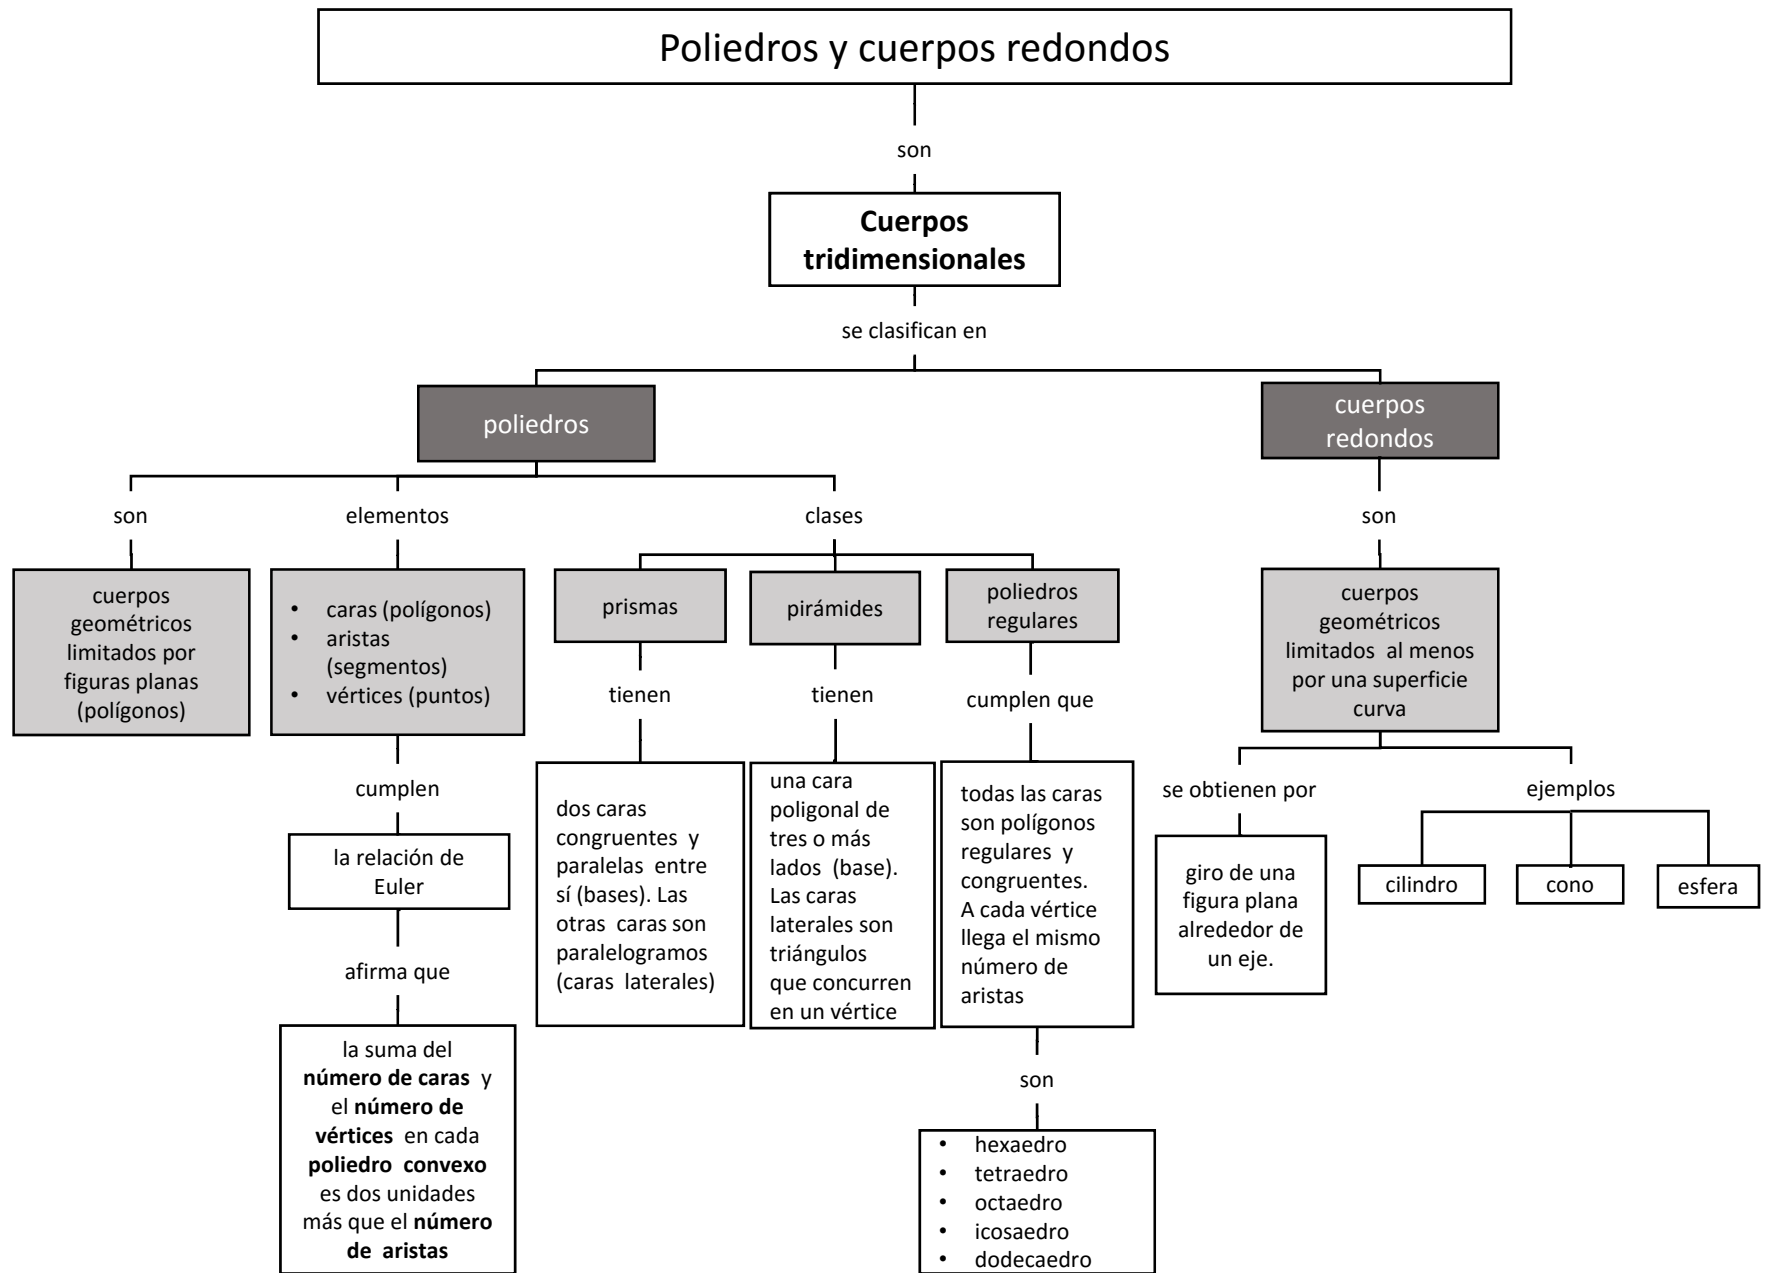 Poliedros y cuerpos redondos
son
Cuerpos
tridimensionales
se clasifican en
poliedros
cuerpos
redondos
son
elementos
clases
son
cuerpos
geométricos
limitados por
figuras planas
(polígonos)
• caras (polígonos)
• aristas
(segmentos)
• vértices (puntos)
prismas
pirámides
poliedros
regulares
cuerpos
geométricos
limitados al menos
por una superficie
curva
tienen
tienen
cumplen que
cumplen
la relación de
Euler
afirma que
la suma del
número de caras y
el número de
vértices en cada
poliedro convexo
es dos unidades
más que el número
de aristas
dos caras
congruentes y
paralelas entre
sí (bases). Las
otras caras son
paralelogramos
(caras laterales)
una cara
poligonal de
tres o más
lados (base).
Las caras
laterales son
triángulos
que concurren
en un vértice
todas las caras
son polígonos
regulares y
congruentes.
A cada vértice
llega el mismo
número de
aristas
son
• hexaedro
• tetraedro
• octaedro
• icosaedro
• dodecaedro
se obtienen por
giro de una
figura plana
alrededor de
un eje.
ejemplos
cilindro
cono
esfera